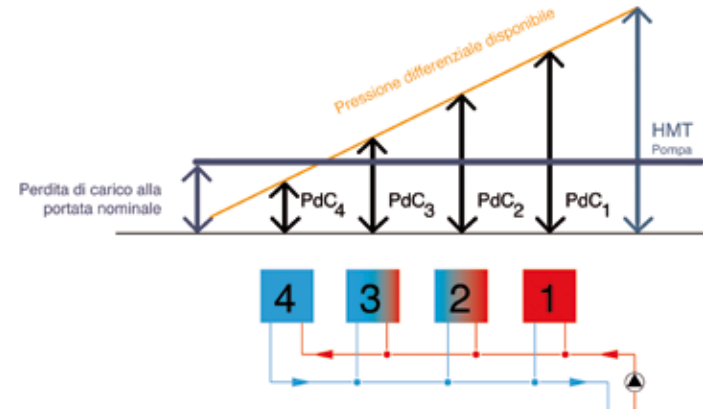 Pressione differenziale disponibile
HMT
Pompa
Perdita di carico alla
portata nominale
PdC4
PdC3
PdC2
PdC1
4
3
2
1